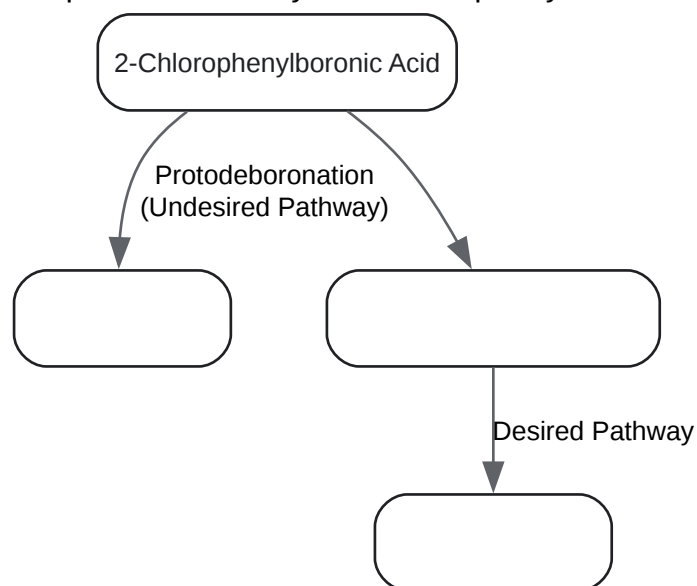 2-Chlorophenylboronic Acid
Protodeboronation
(Undesired Pathway)
Desired Pathway